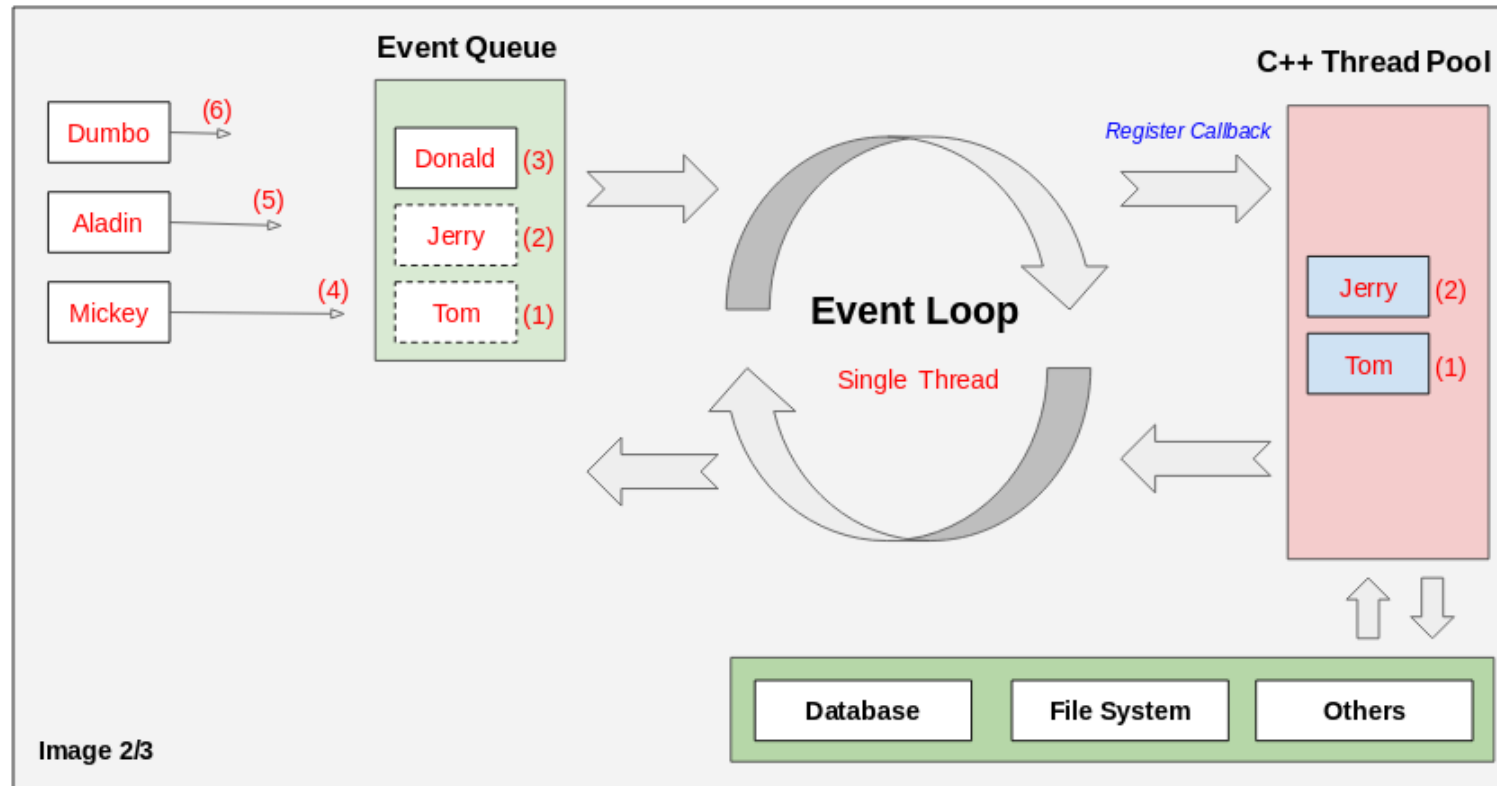 Event Queue
C++ Thread Pool
Dumbo
(6)
Aladin
(5)
Mickey
(4)
Donald
(3)
Jerry
(2)
Tom
(1)
Register Callback
Event Loop
Single Thread
Jerry
(2)
Tom
(1)
Database
File System
Others
Image 2/3